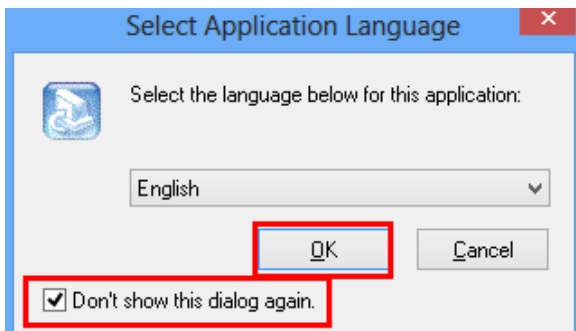 Select Application Language
Select the language below for this application:
English
OK
Cancel
Don't show this dialog again.